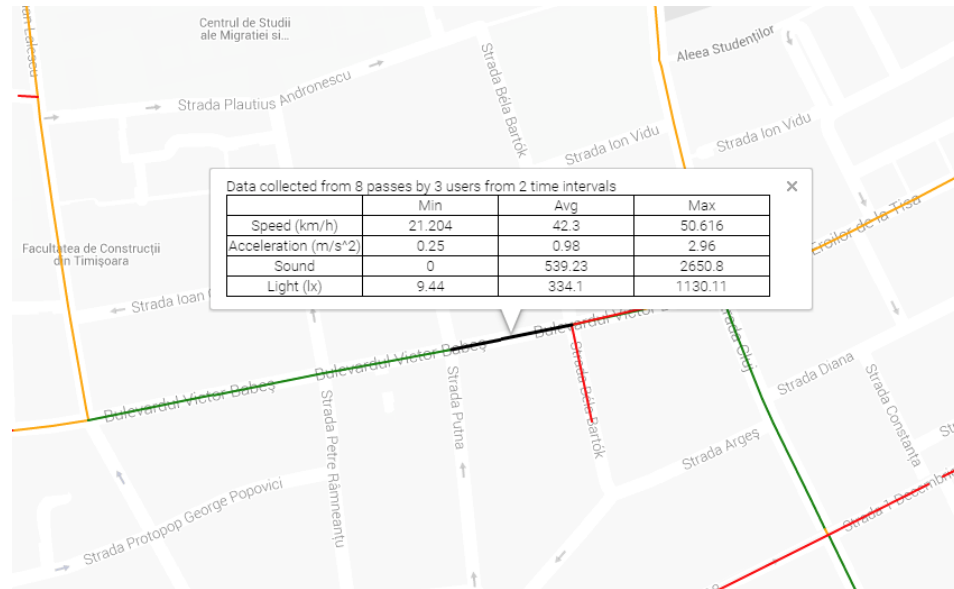 Ion Ialescu
Centrul de Studii
ale Migratiei si...
Aleea Studenților
Strada Plautius Andronescu
Strada Béla Bartók
Strada Ion Vidu
Strada Ion Vidu
Data collected from 8 passes by 3 users from 2 time intervals
Min Avg Max
Speed (km/h) 21.204 42.3 50.616
Acceleration (m/s^2) 0.25 0.98 2.96
Sound 0 539.23 2650.8
Light (lx) 9.44 334.1 1130.11
Facultatea de Construcții
din Timișoara
Eroilor de la Tisa
Strada Ioan
Bulevardul Victor Babeș
Bulevardul Victor Babeș
Bulevardul Victor
Strada Cluj
Strada Diana
Strada Constanța
Strada Petre Râmneanțu
Strada Putna
Strada Béla Bartók
Strada Argeș
Strada Protopop George Popovici
Strada 1 Decembrie